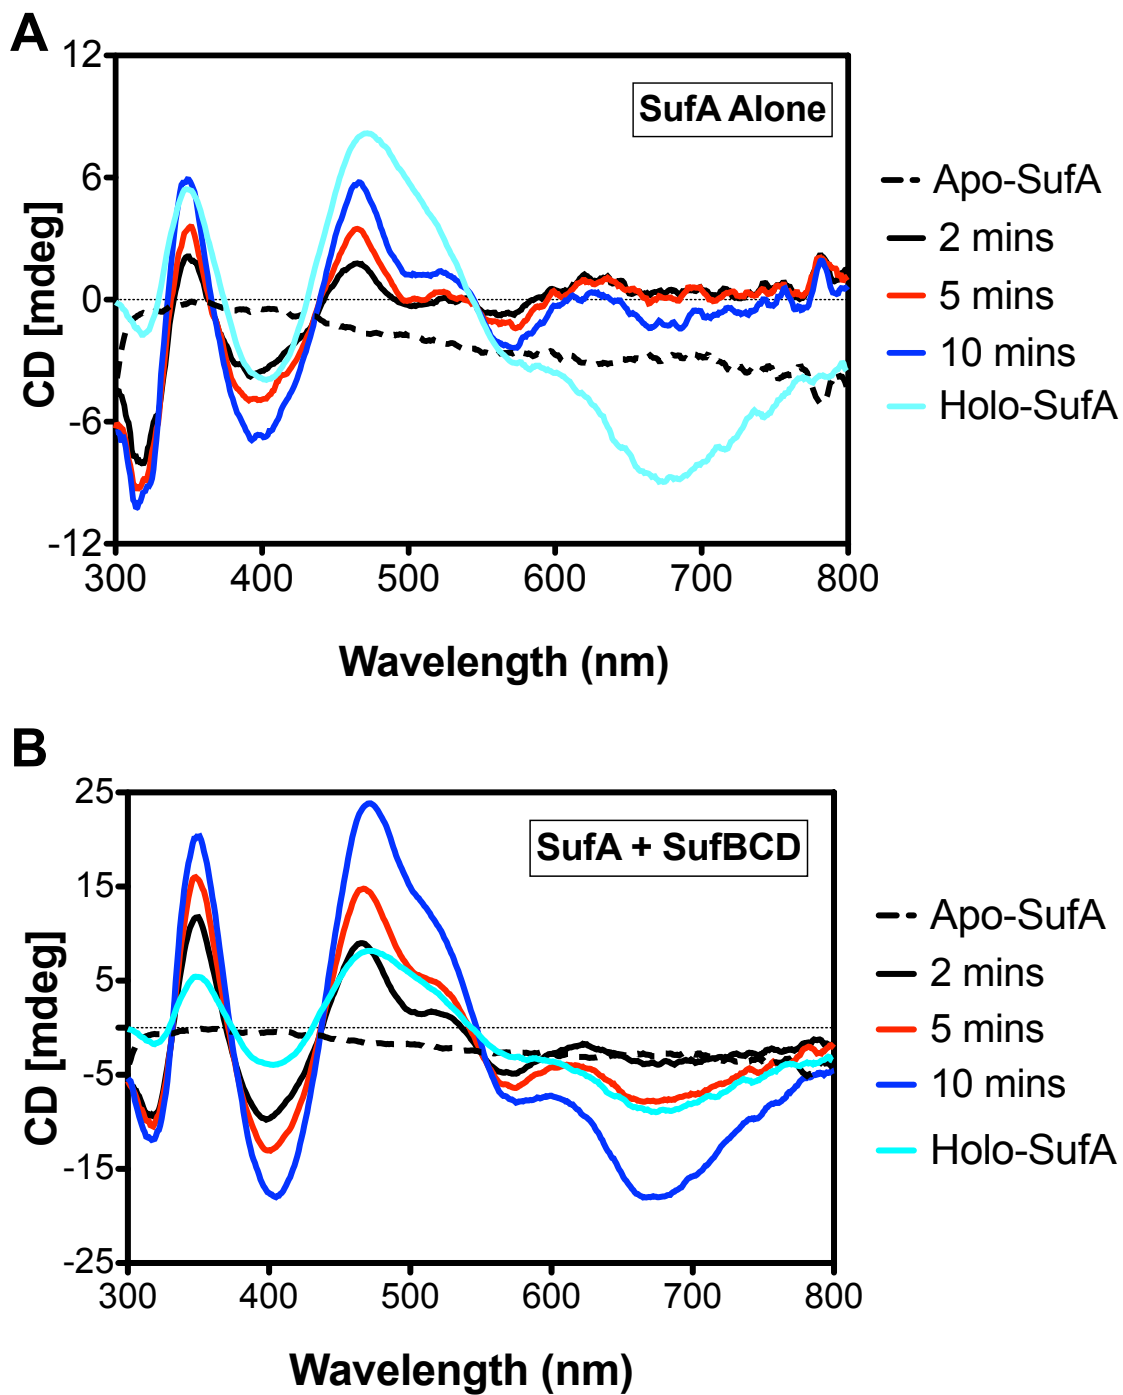 A
12
6
0
-6
-12
CD [mdeg]
SufA Alone
Apo-SufA
2 mins
5 mins
10 mins
Holo-SufA
300 400 500 600 700 800
Wavelength (nm)
B
25
15
5
-5
-15
-25
CD [mdeg]
SufA + SufBCD
Apo-SufA
2 mins
5 mins
10 mins
Holo-SufA
300 400 500 600 700 800
Wavelength (nm)